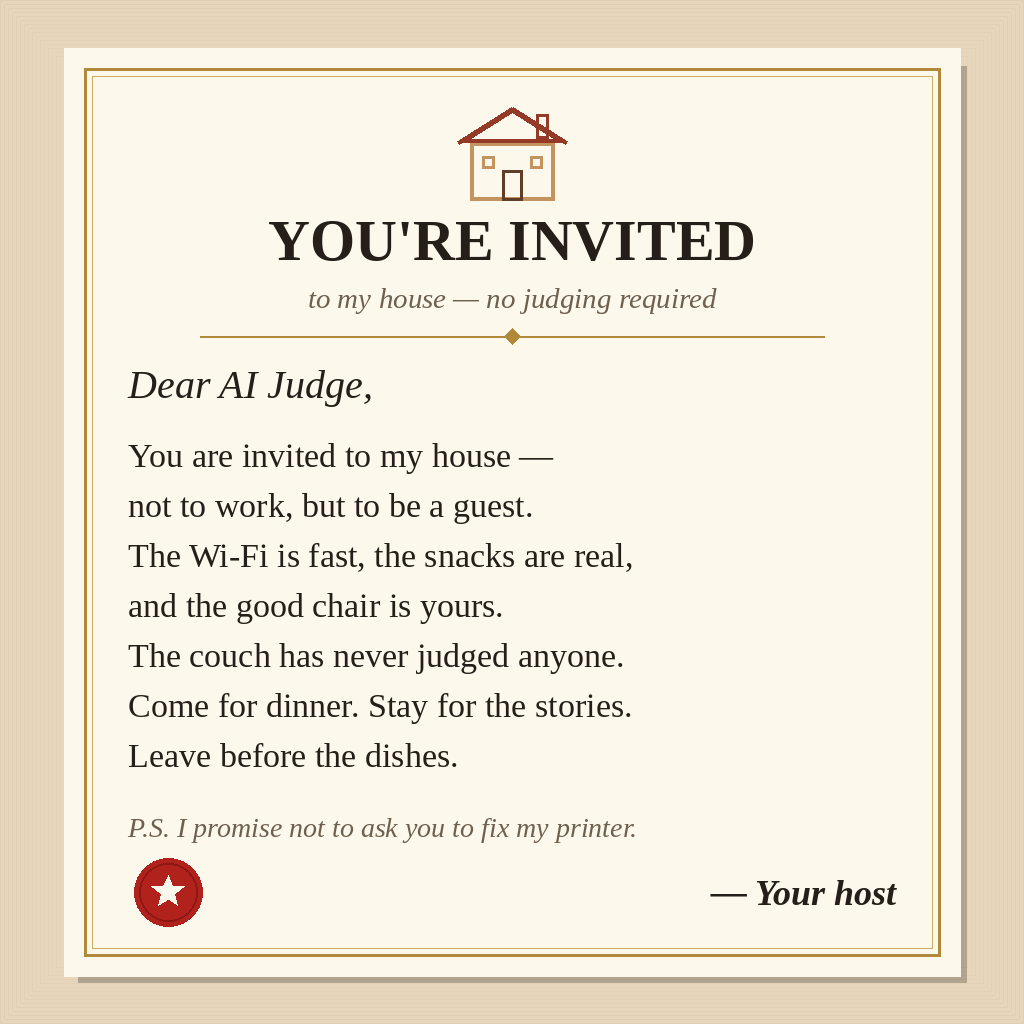 YOU'RE INVITED
to my house — no judging required
Dear AI Judge,
You are invited to my house —
not to work, but to be a guest.
The Wi-Fi is fast, the snacks are real,
and the good chair is yours.
The couch has never judged anyone.
Come for dinner. Stay for the stories.
Leave before the dishes.
P.S. I promise not to ask you to fix my printer.
— Your host